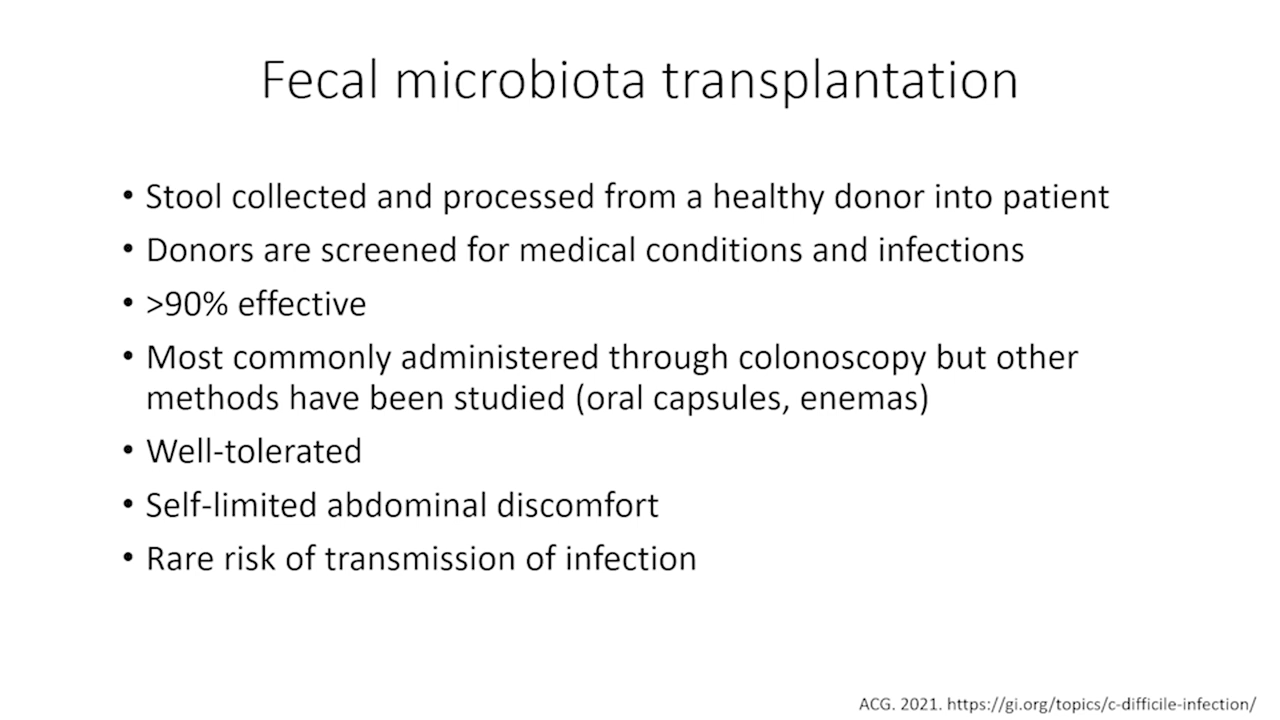 Fecal microbiota transplantation
• Stool collected and processed from a healthy donor into patient
• Donors are screened for medical conditions and infections
• >90% effective
• Most commonly administered through colonoscopy but other
methods have been studied (oral capsules, enemas)
• Well-tolerated
• Self-limited abdominal discomfort
• Rare risk of transmission of infection
ACG. 2021. https://gi.org/topics/c-difficile-infection/